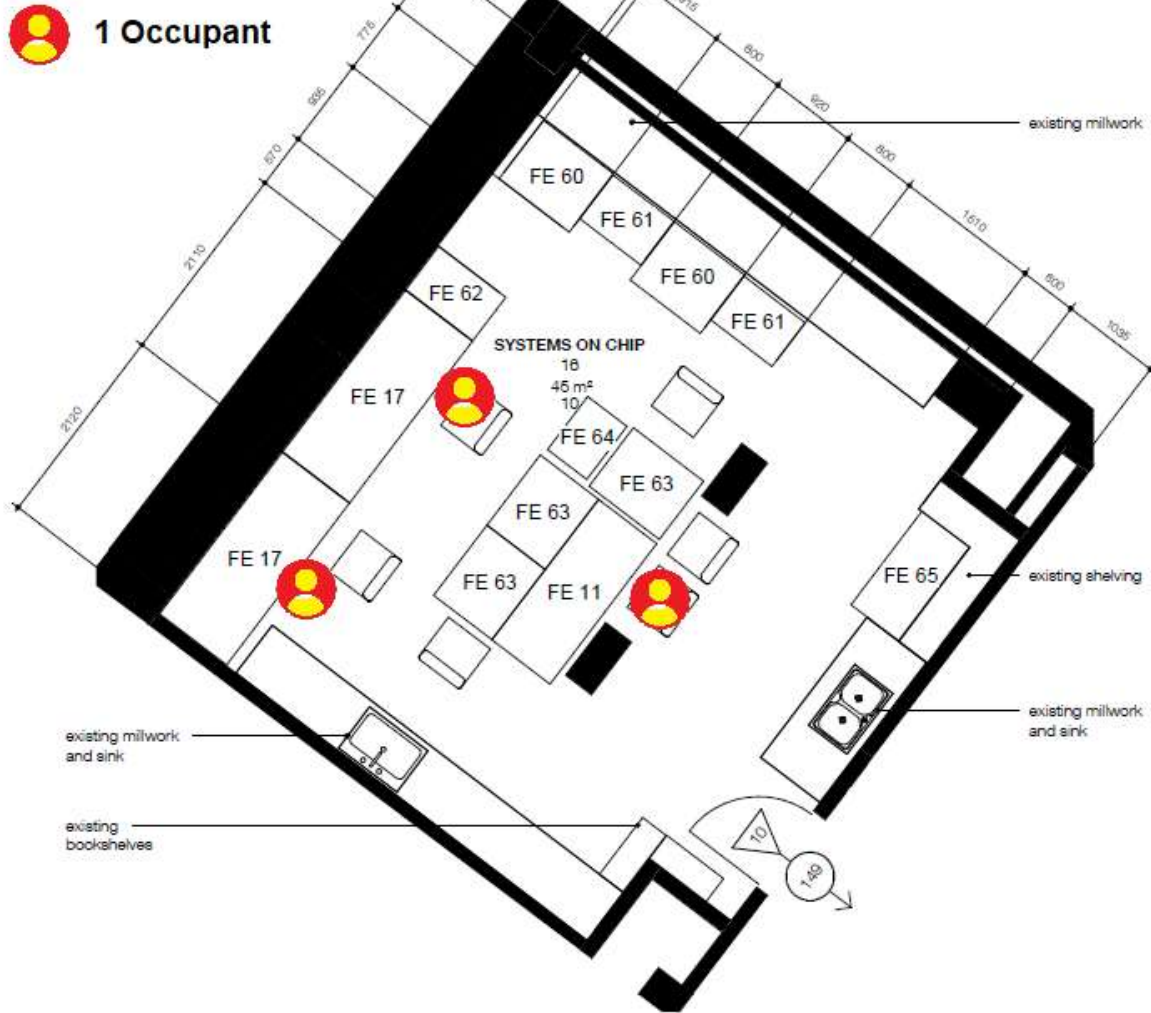 1 Occupant
775
935
670
2110
2120
800
920
800
1510
600
1035
existing millwork
FE 60
FE 61
FE 60
FE 61
FE 62
SYSTEMS ON CHIP
16
45 m²
10
FE 17
FE 64
FE 63
FE 63
FE 17
FE 63
FE 11
FE 65
existing shelving
existing millwork
and sink
existing millwork
and sink
existing
bookshelves
10
149